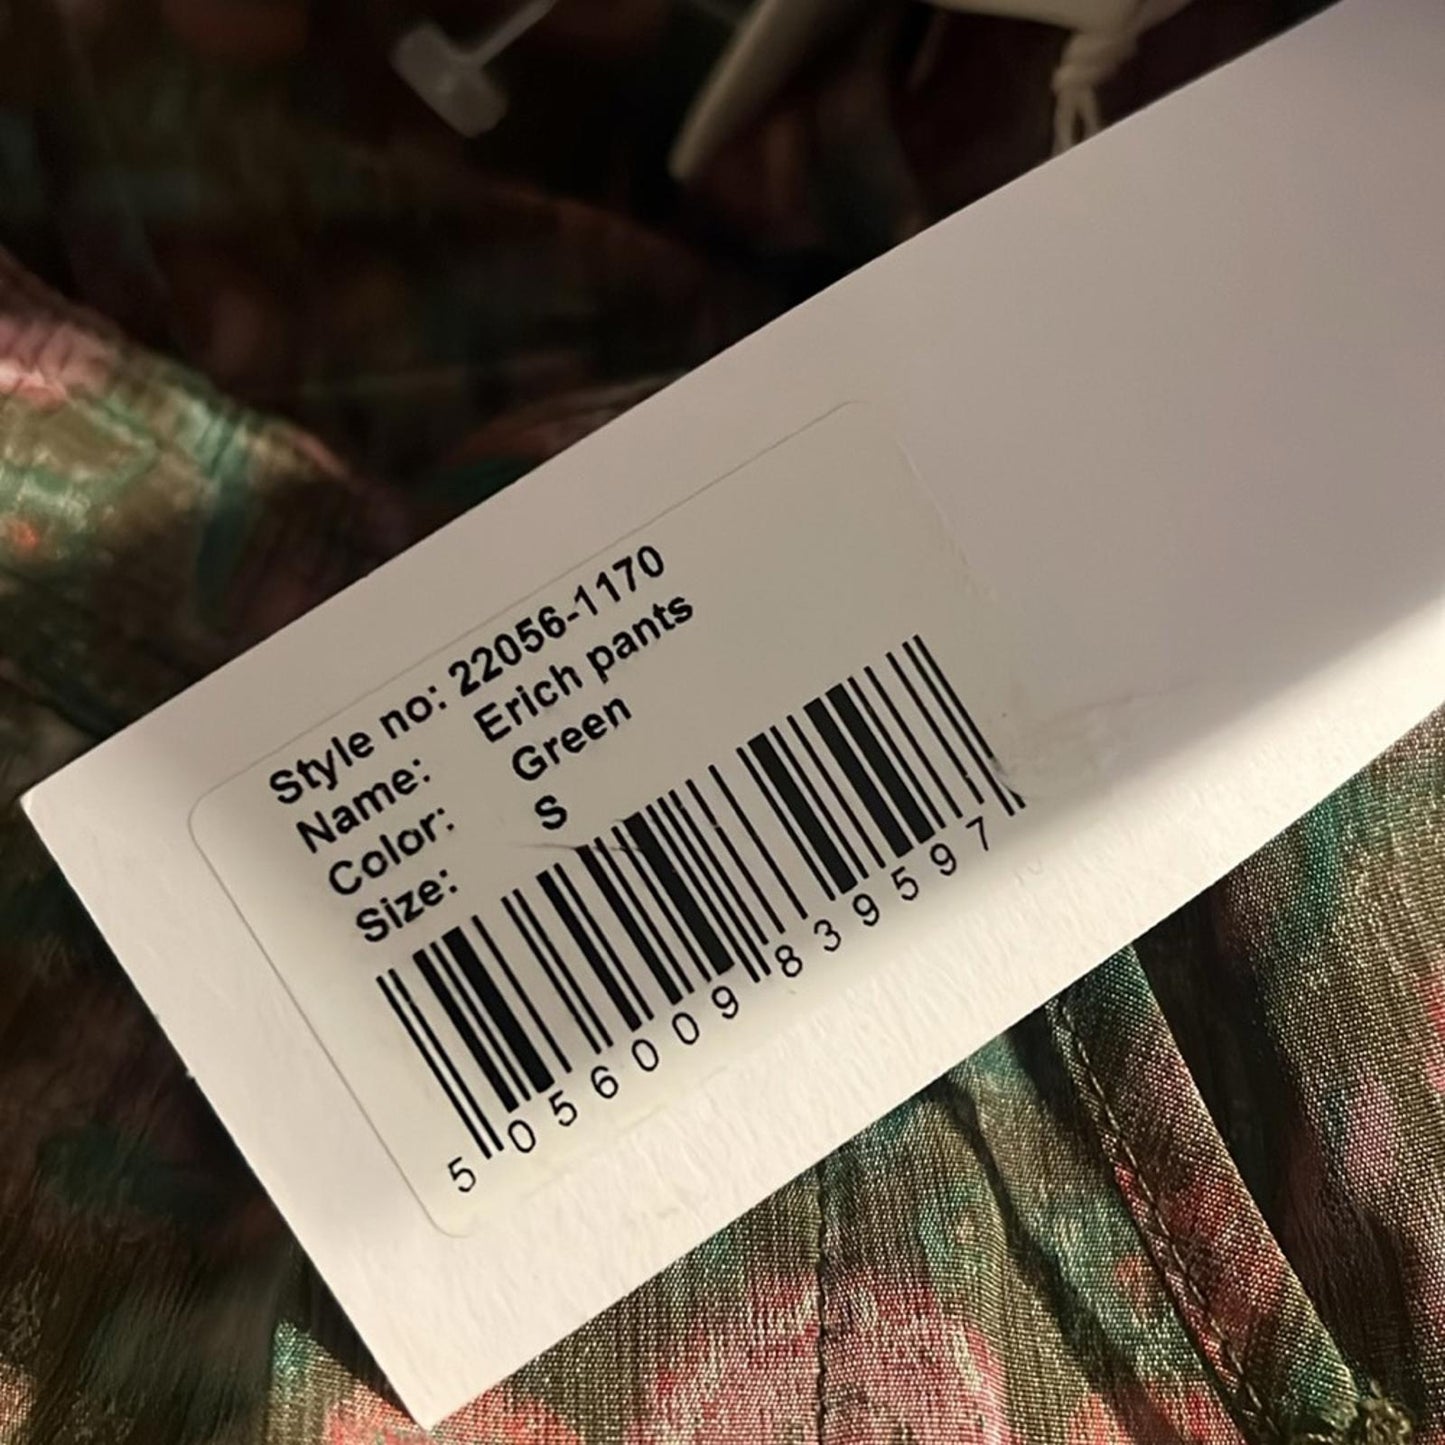 Style no: 22056-1170
Name: Erich pants
Color: Green
Size: S
5 056009 839597